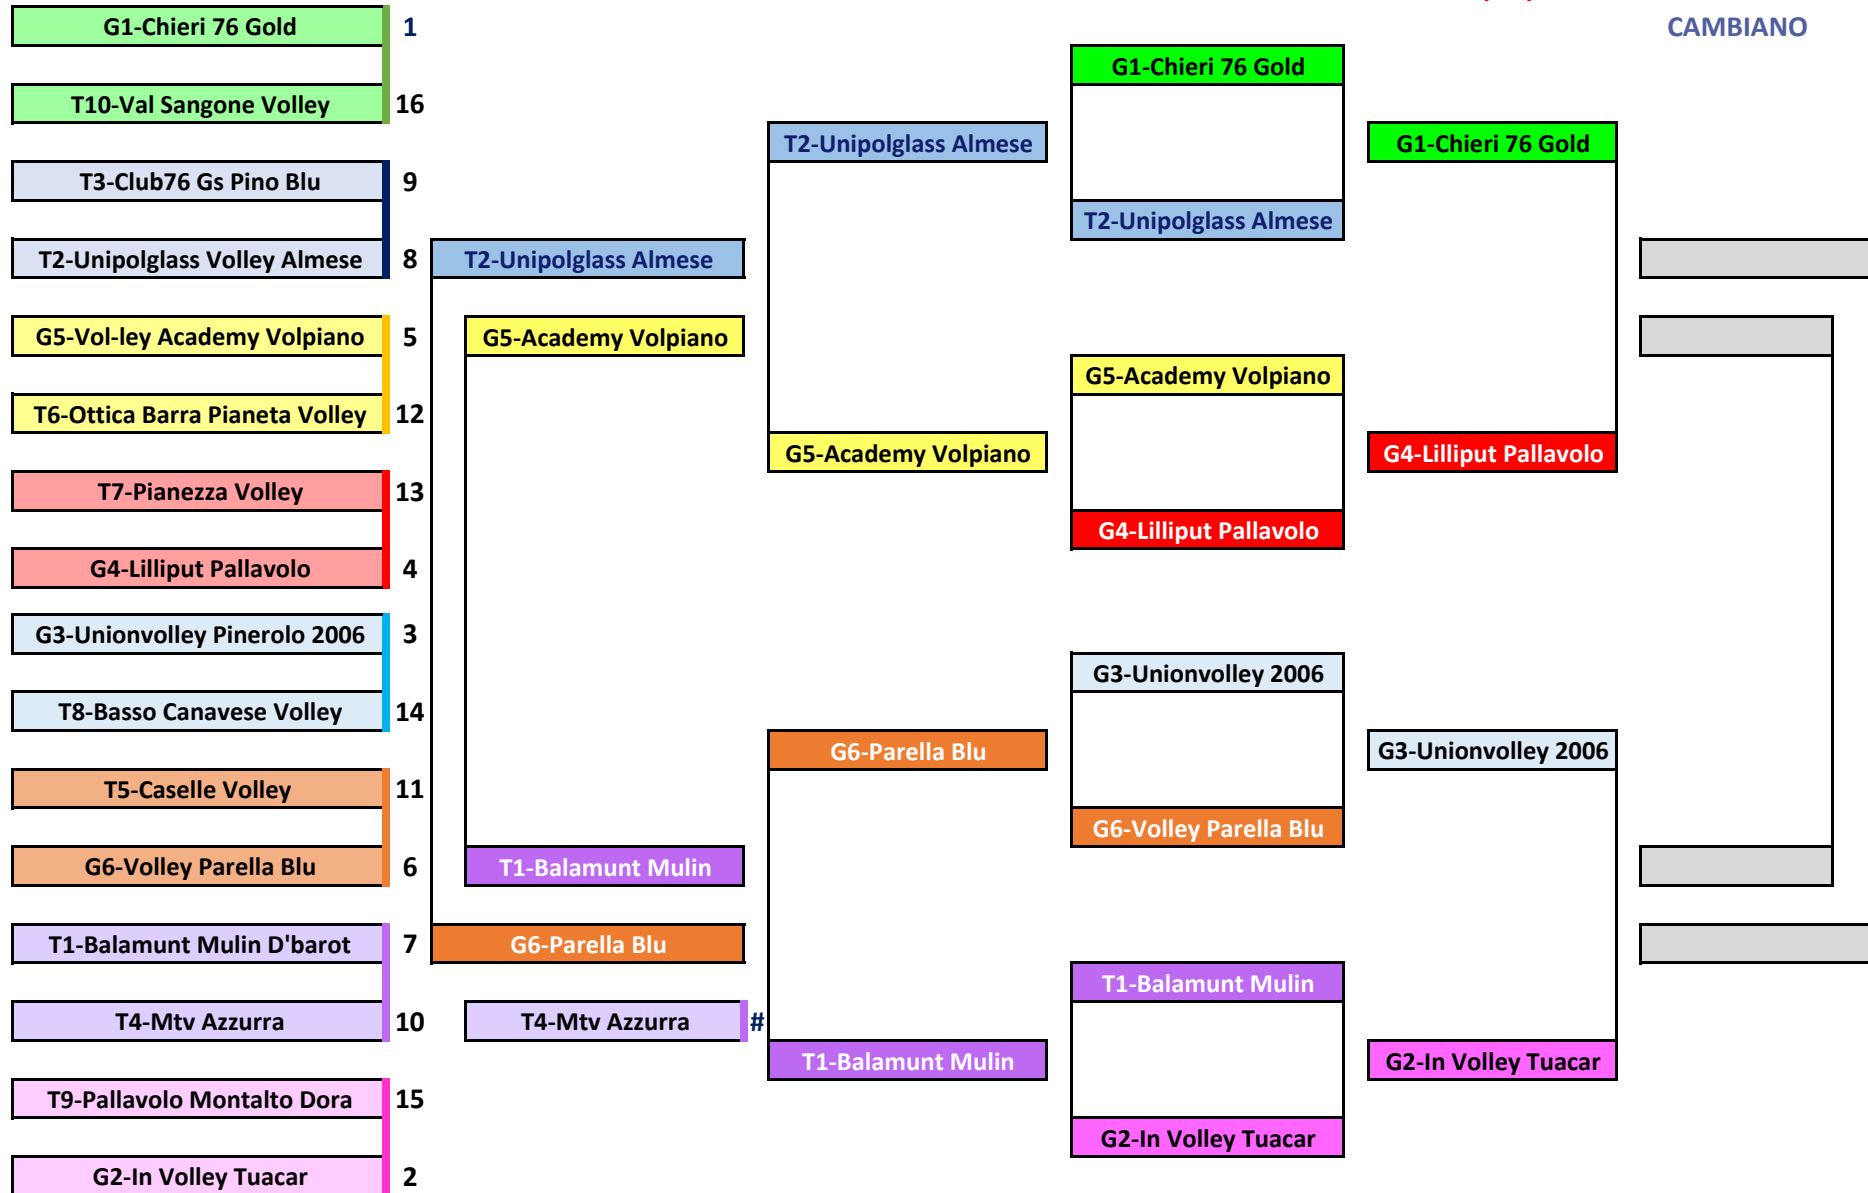 G1-Chieri 76 Gold 1
T10-Val Sangone Volley 16
T3-Club76 Gs Pino Blu 9
T2-Unipolglass Volley Almese 8
G5-Vol-ley Academy Volpiano 5
T6-Ottica Barra Pianeta Volley 12
T7-Pianezza Volley 13
G4-Lilliput Pallavolo 4
G3-Unionvolley Pinerolo 2006 3
T8-Basso Canavese Volley 14
T5-Caselle Volley 11
G6-Volley Parella Blu 6
T1-Balamunt Mulin D'barot 7
T4-Mtv Azzurra 10
T9-Pallavolo Montalto Dora 15
G2-In Volley Tuacar 2
T2-Unipolglass Almese
G5-Academy Volpiano
T1-Balamunt Mulin
G6-Parella Blu
T4-Mtv Azzurra #
T2-Unipolglass Almese
G5-Academy Volpiano
G6-Parella Blu
T1-Balamunt Mulin
G1-Chieri 76 Gold
T2-Unipolglass Almese
G5-Academy Volpiano
G4-Lilliput Pallavolo
G3-Unionvolley 2006
G6-Volley Parella Blu
T1-Balamunt Mulin
G2-In Volley Tuacar
G1-Chieri 76 Gold
G4-Lilliput Pallavolo
G3-Unionvolley 2006
G2-In Volley Tuacar
CAMBIANO